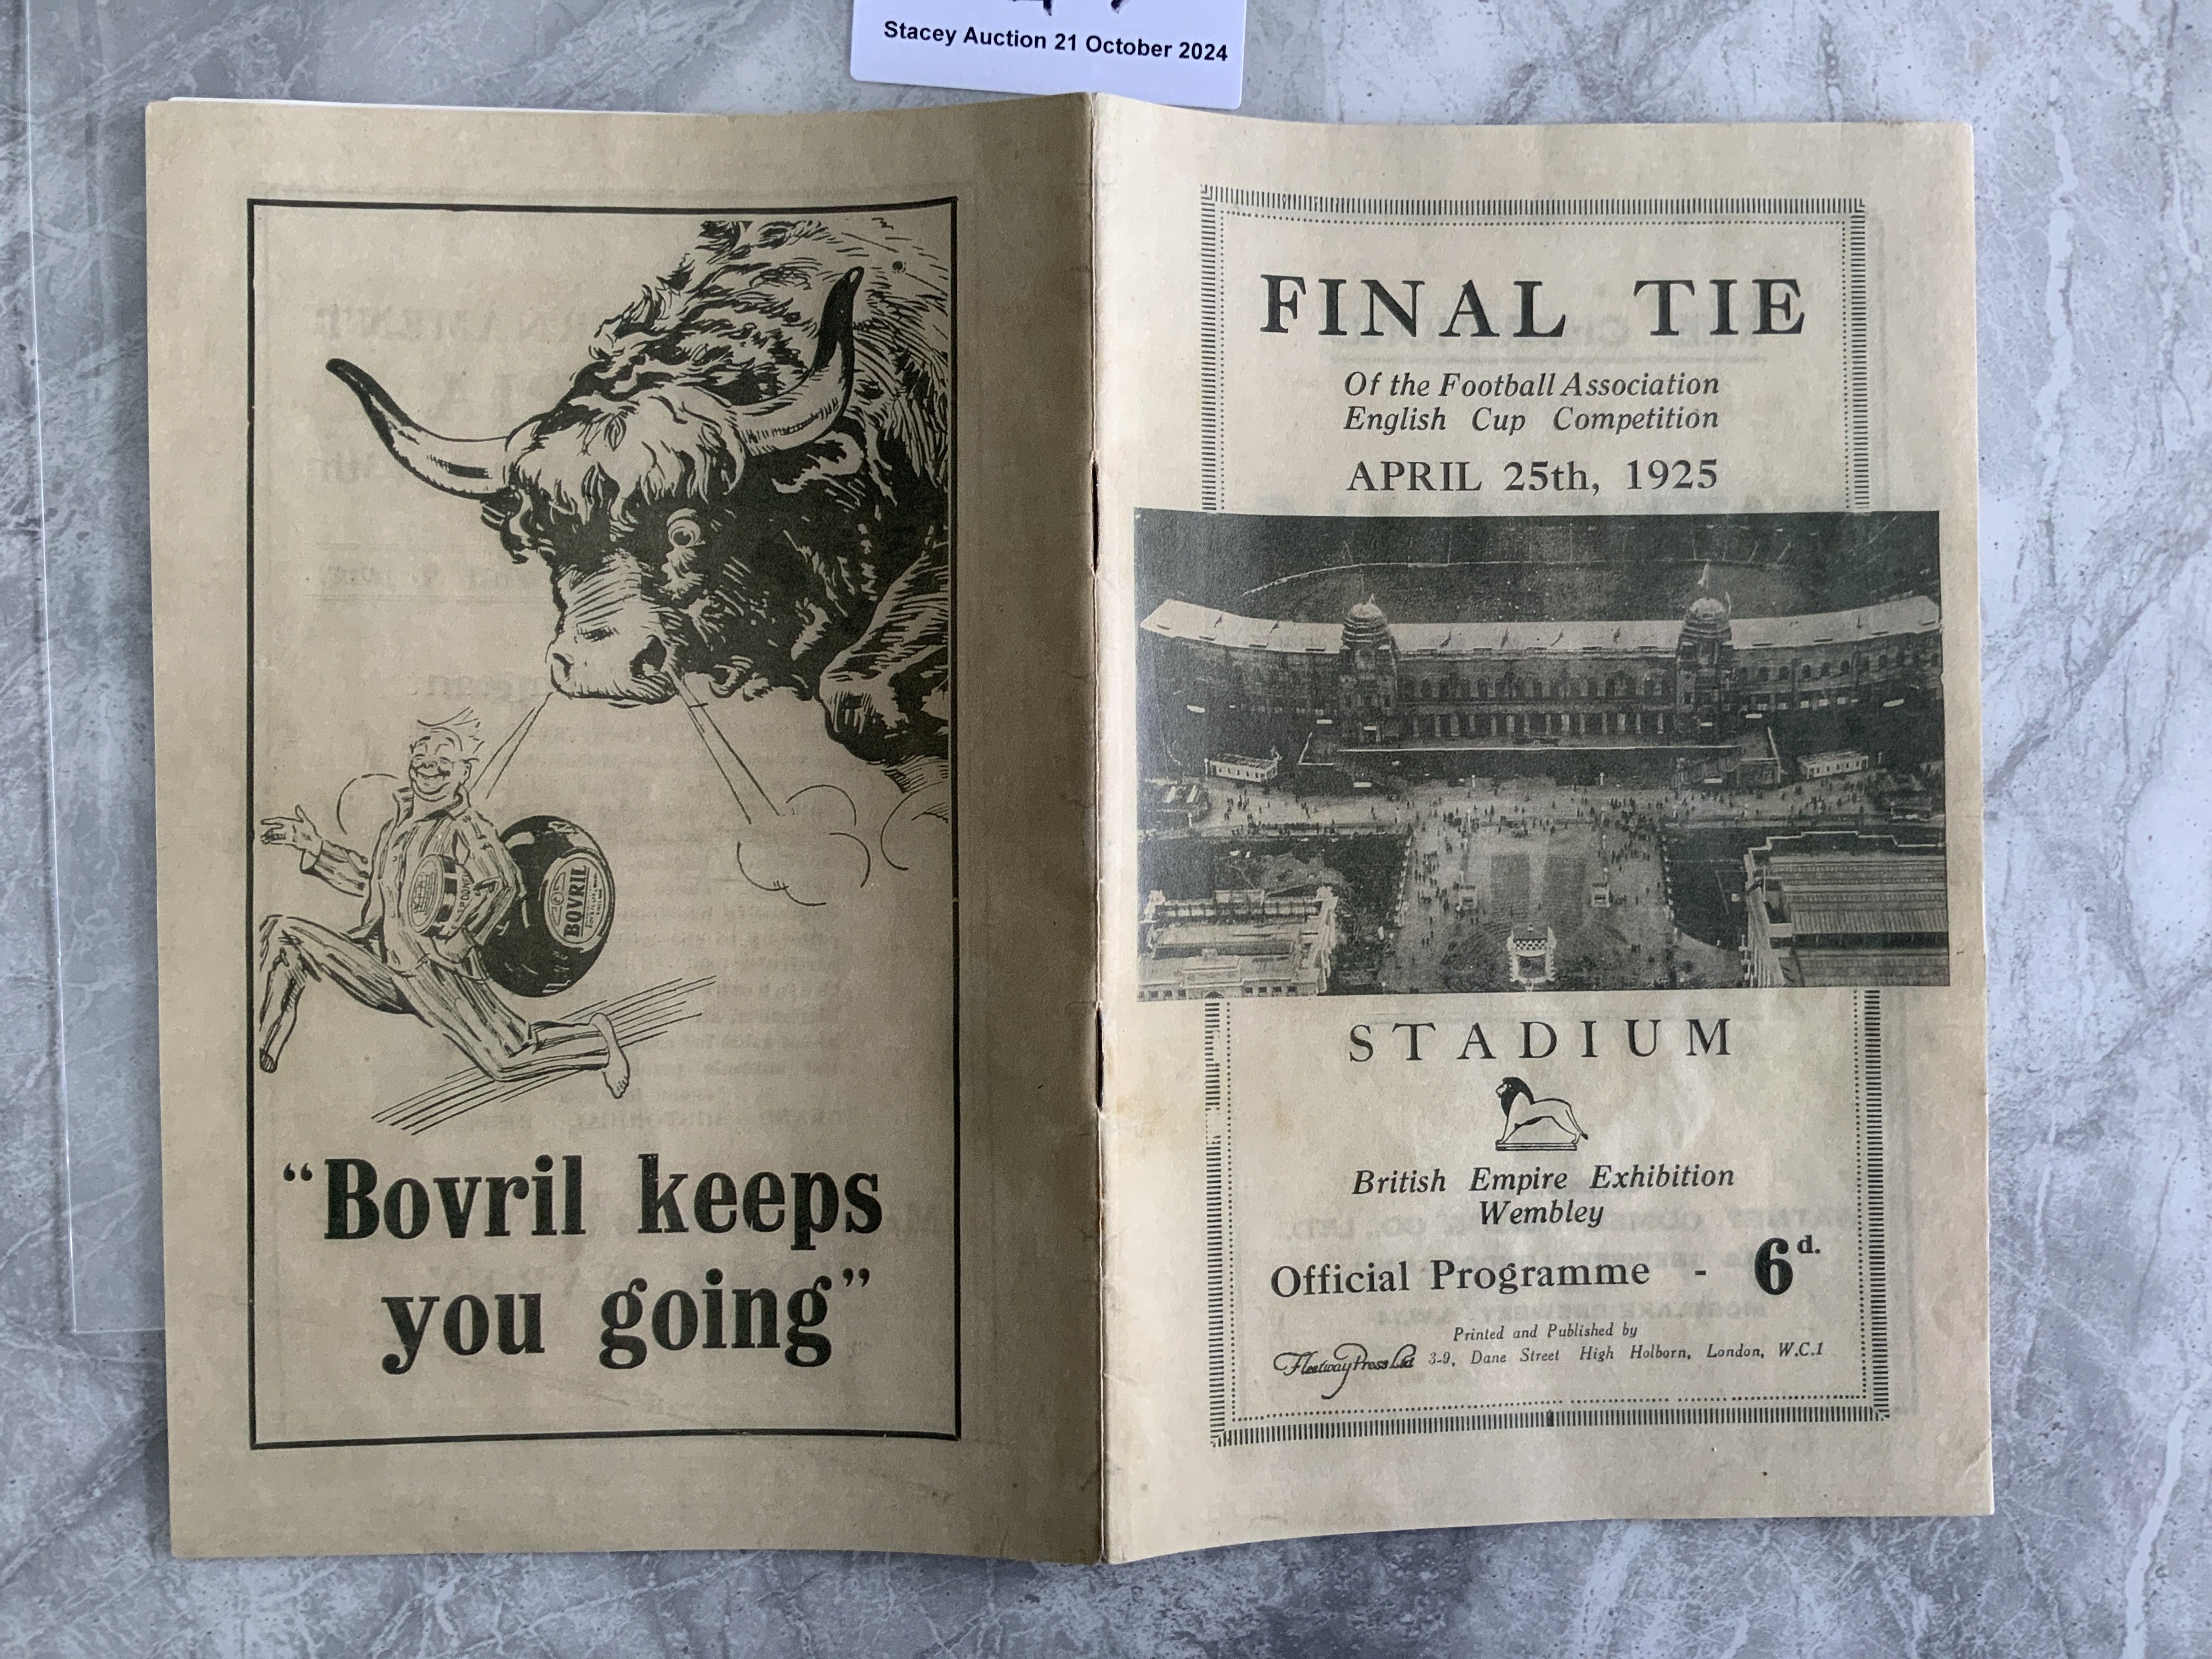 Stacey Auction 21 October 2024
BOVRIL
"Bovril keeps
you going"
FINAL TIE
Of the Football Association
English Cup Competition
APRIL 25th, 1925
STADIUM
British Empire Exhibition
Wembley
Official Programme - 6d.
Printed and Published by
Fleetway Press Ltd 3-9, Dane Street High Holborn, London, W.C.1